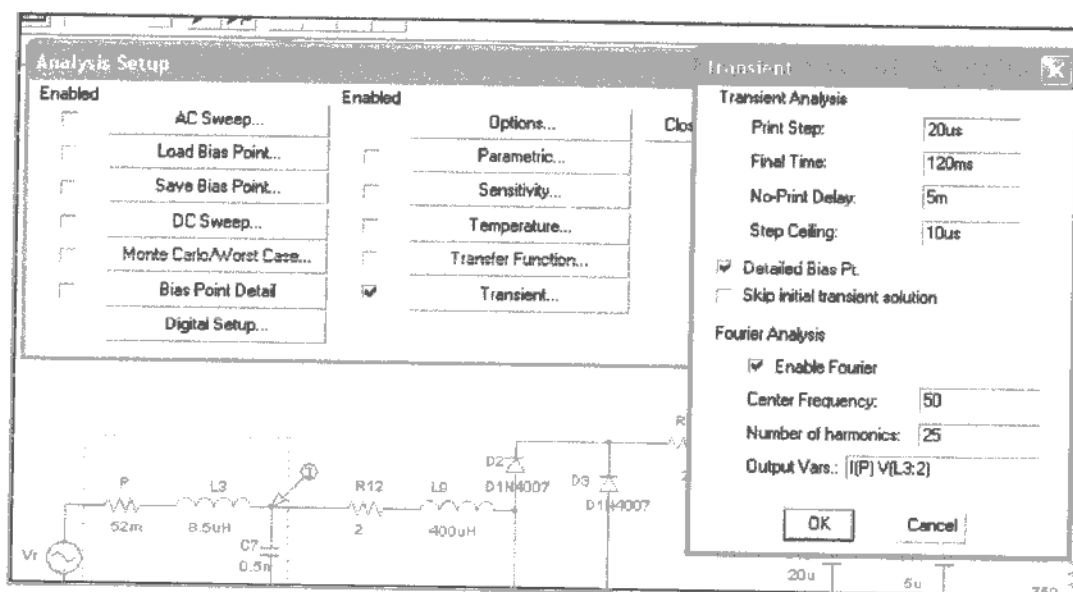 Analysis Setup
Enabled
AC Sweep...
Load Bias Point...
Save Bias Point...
DC Sweep...
Monte Carlo/Worst Case...
Bias Point Detail
Digital Setup...
Enabled
Options...
Parametric...
Sensitivity...
Temperature...
Transfer Function...
Transient...
Clos
Transient
Transient Analysis
Print Step: 20us
Final Time: 120ms
No-Print Delay: 5m
Step Ceiling: 10us
Detailed Bias Pt.
Skip initial transient solution
Fourier Analysis
Enable Fourier
Center Frequency: 50
Number of harmonics: 25
Output Vars.: I(P) V(L3:2)
OK
Cancel
P
52m
L3
8.5uH
1
C7
0.5n
R12
2
L9
400uH
D2
D1N4007
D3
D1N4007
R
Vr
20u
5u